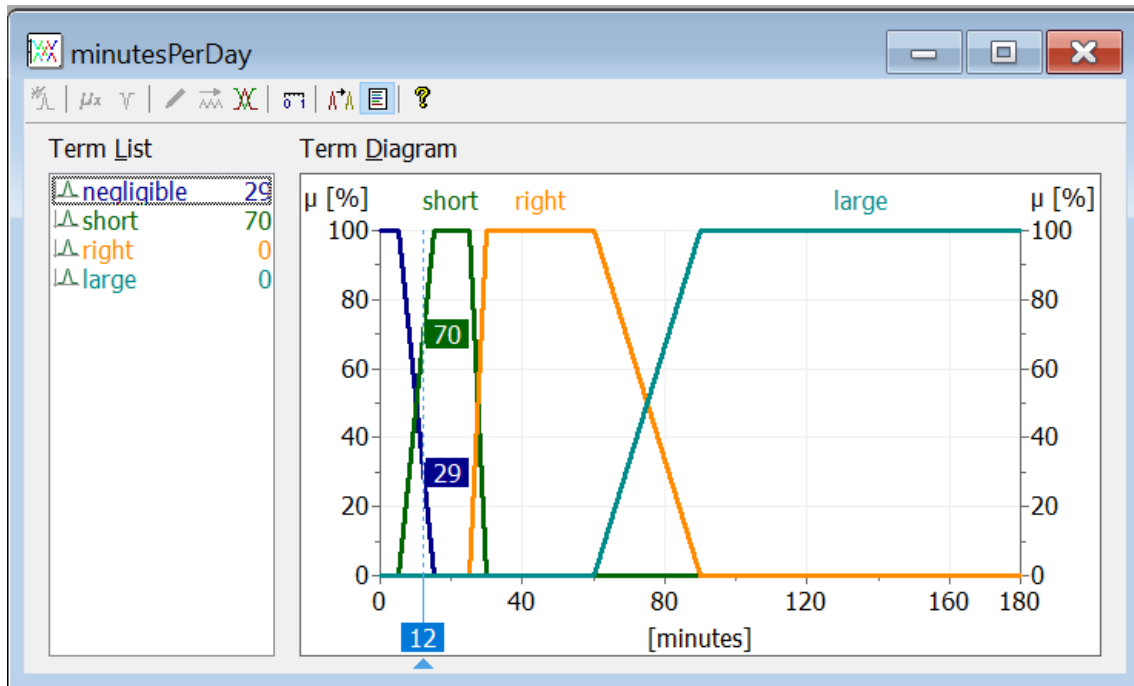 minutesPerDay
μx
Term List
negligible 29
short 70
right 0
large 0
Term Diagram
μ [%] short right large μ [%]
100 100
80 80
70
60 60
40 40
29
20 20
0 0
0 40 80 120 160 180
12 [minutes]